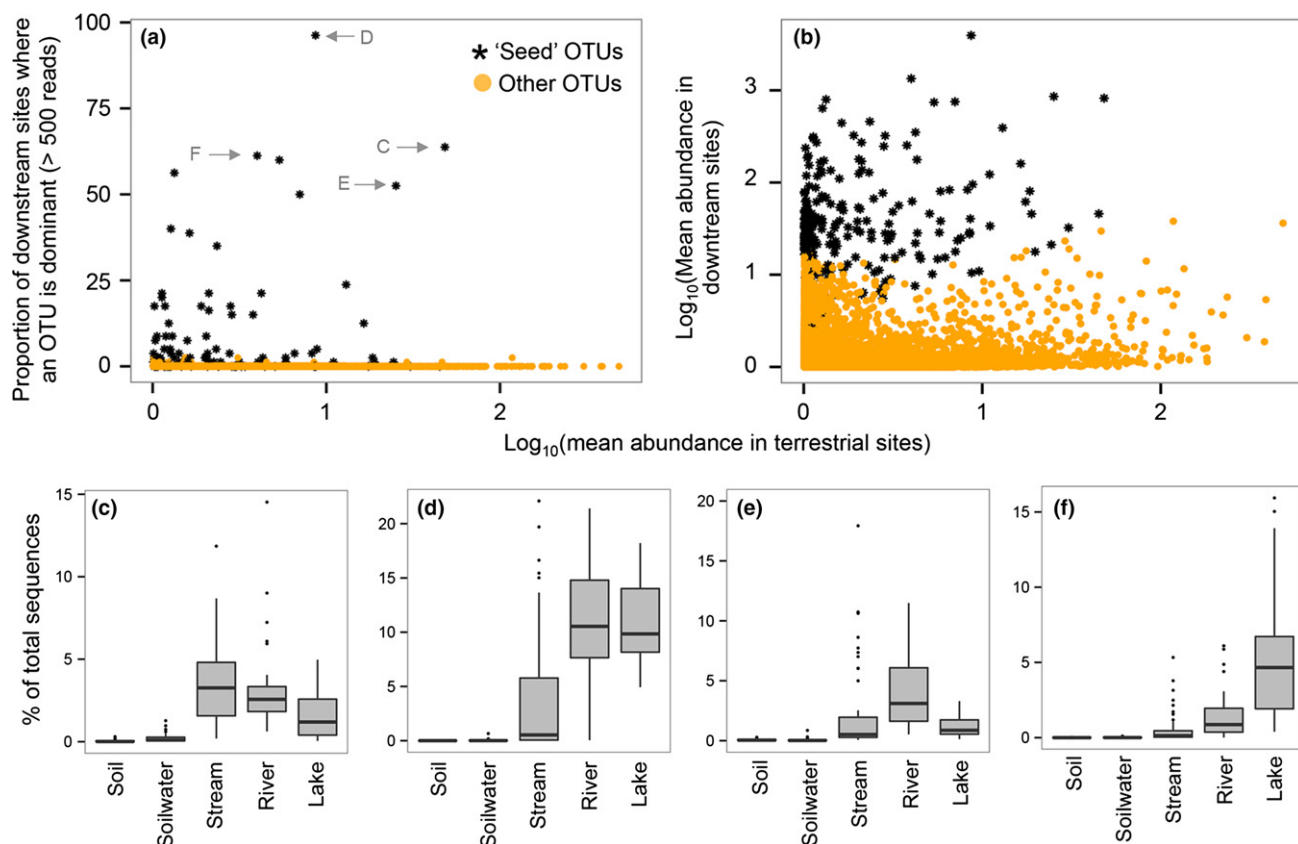 Proportion of downstream sites where
an OTU is dominant (> 500 reads)
100
75
50
25
0
(a)
D
F
C
E
* 'Seed' OTUs
Other OTUs
0
1
2
Log10(Mean abundance in
downtream sites)
3
2
1
0
(b)
0
1
2
Log10(mean abundance in terrestrial sites)
% of total sequences
15
10
5
0
(c)
Soil
Soilwater
Stream
River
Lake
20
15
10
5
0
(d)
Soil
Soilwater
Stream
River
Lake
20
15
10
5
0
(e)
Soil
Soilwater
Stream
River
Lake
15
10
5
0
(f)
Soil
Soilwater
Stream
River
Lake